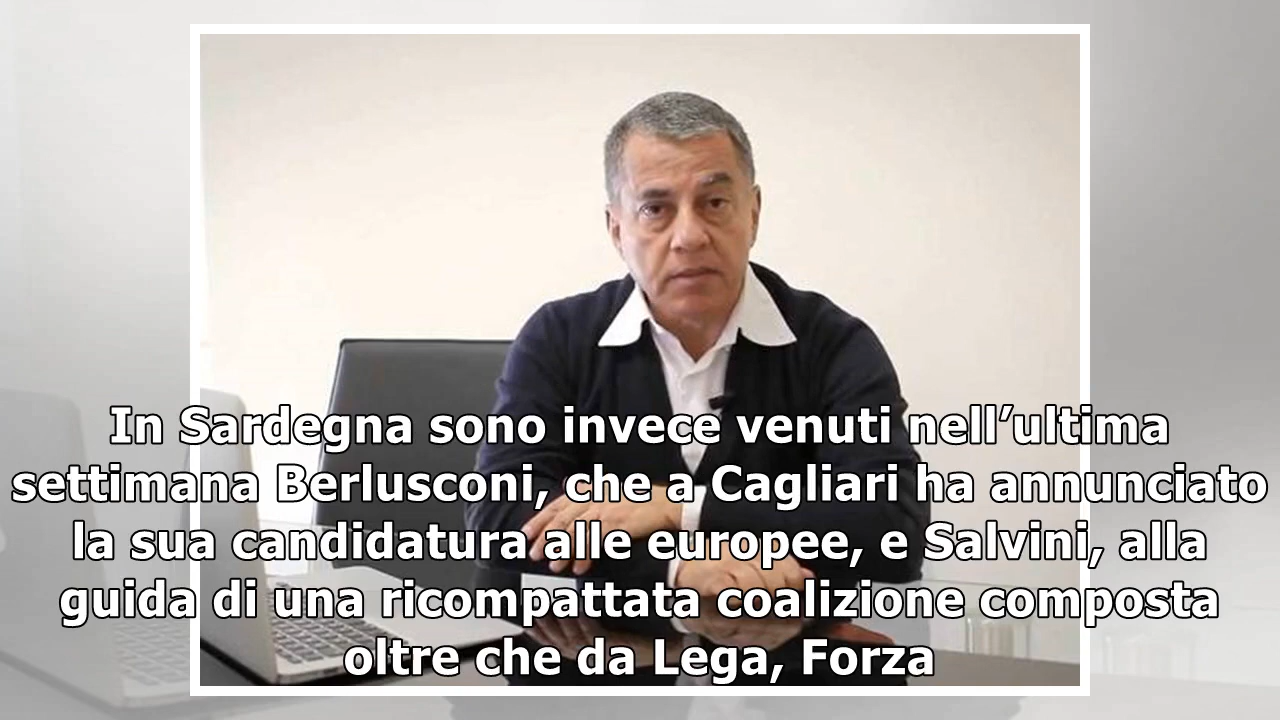 In Sardegna sono invece venuti nell’ultima
settimana Berlusconi, che a Cagliari ha annunciato
la sua candidatura alle europee, e Salvini, alla
guida di una ricompattata coalizione composta
oltre che da Lega, Forza